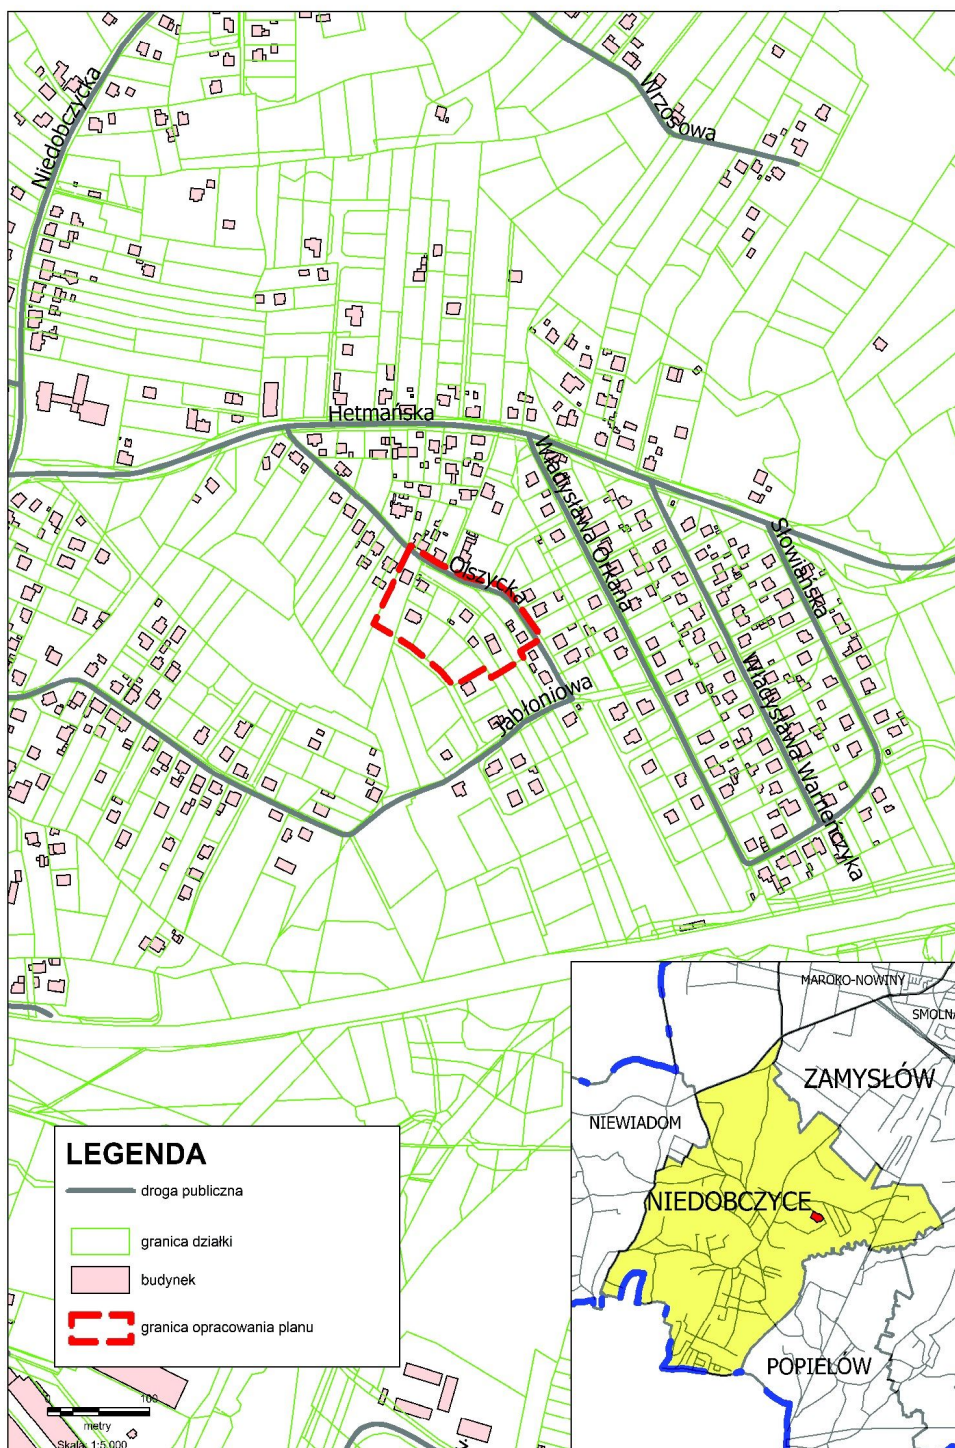 Niedobczycka
Wrzosowa
Hetmańska
Władysława Orkana
Słowiańska
Olszycka
Władysława Warneńczyka
Jabłoniowa
MAROKO-NOWINY
ZAMYSŁÓW
NIEWIADOM
NIEDOBCZYCE
POPIELÓW
LEGENDA
droga publiczna
granica działki
budynek
granica opracowania planu
0 100
metry
Skala: 1:5 000